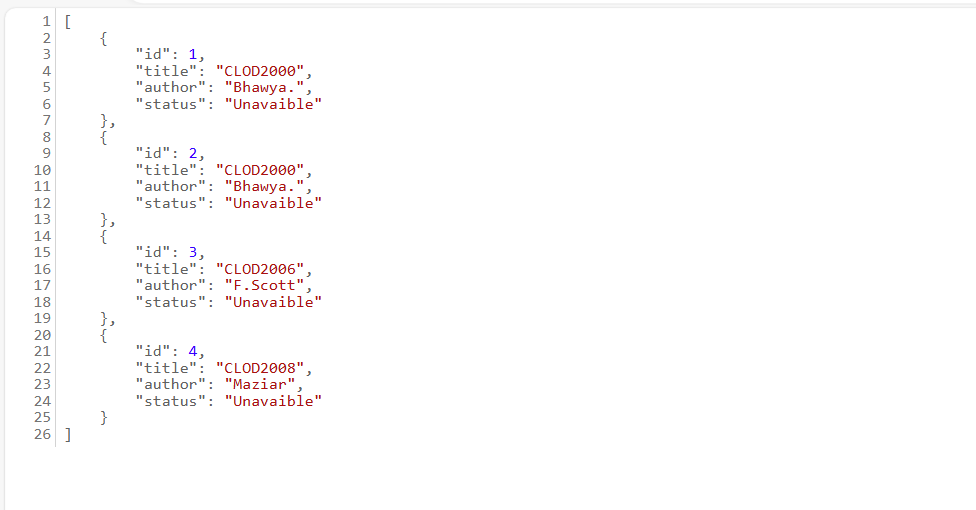 1 [
2     {
3         "id": 1,
4         "title": "CLOD2000",
5         "author": "Bhawya.",
6         "status": "Unavaible"
7     },
8     {
9         "id": 2,
10         "title": "CLOD2000",
11         "author": "Bhawya.",
12         "status": "Unavaible"
13     },
14     {
15         "id": 3,
16         "title": "CLOD2006",
17         "author": "F.Scott",
18         "status": "Unavaible"
19     },
20     {
21         "id": 4,
22         "title": "CLOD2008",
23         "author": "Maziar",
24         "status": "Unavaible"
25     }
26 ]